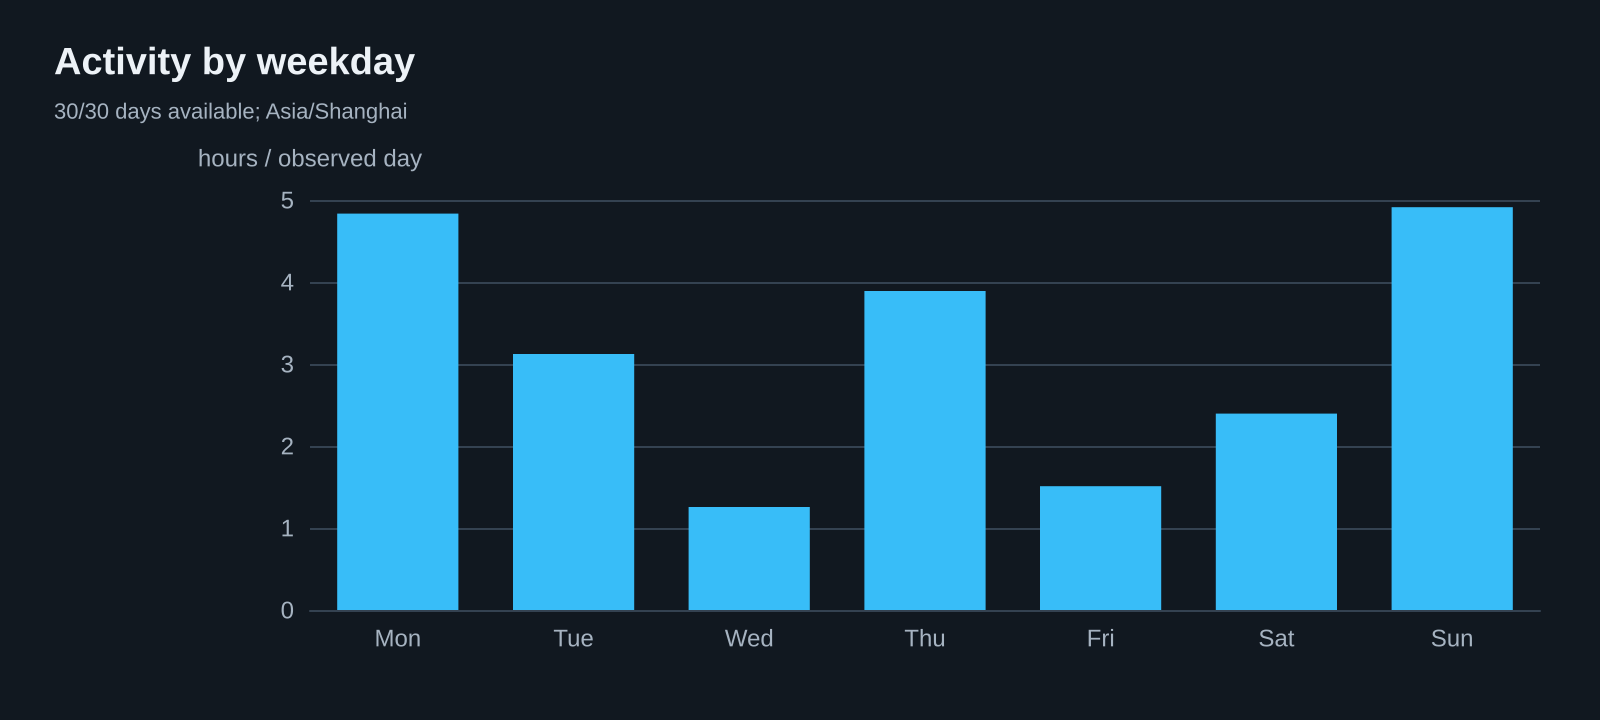 Activity by weekday
30/30 days available; Asia/Shanghai
hours / observed day
5
4
3
2
1
0
Mon Tue Wed Thu Fri Sat Sun